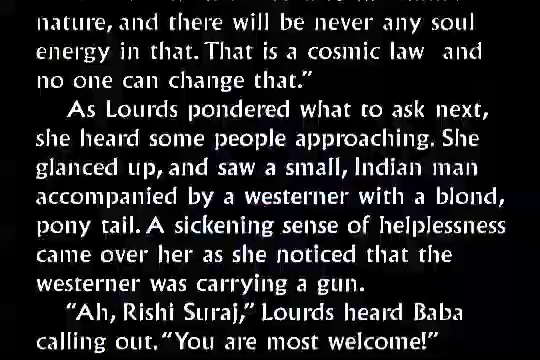 nature, and there will be never any soul
energy in that. That is a cosmic law and
no one can change that.”
As Lourds pondered what to ask next,
she heard some people approaching. She
glanced up, and saw a small, Indian man
accompanied by a westerner with a blond,
pony tail. A sickening sense of helplessness
came over her as she noticed that the
westerner was carrying a gun.
“Ah, Rishi Suraj,” Lourds heard Baba
calling out. “You are most welcome!”